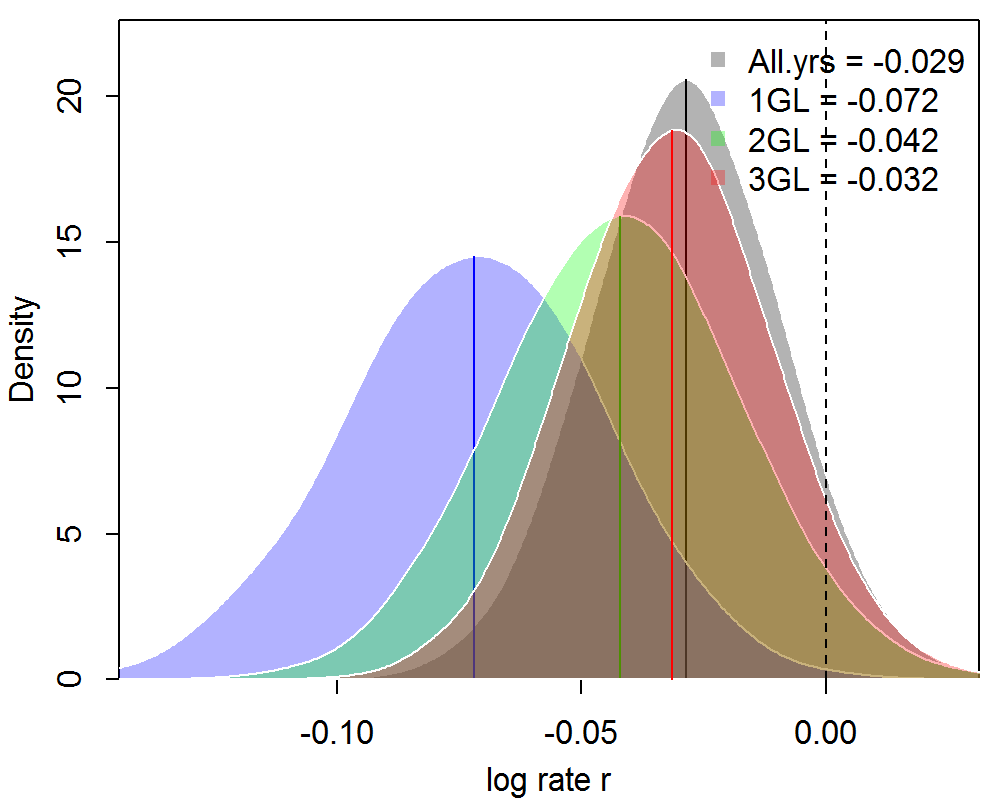 All.yrs = -0.029
1GL = -0.072
2GL = -0.042
3GL = -0.032
Density
20
15
10
5
0
-0.10
-0.05
0.00
log rate r